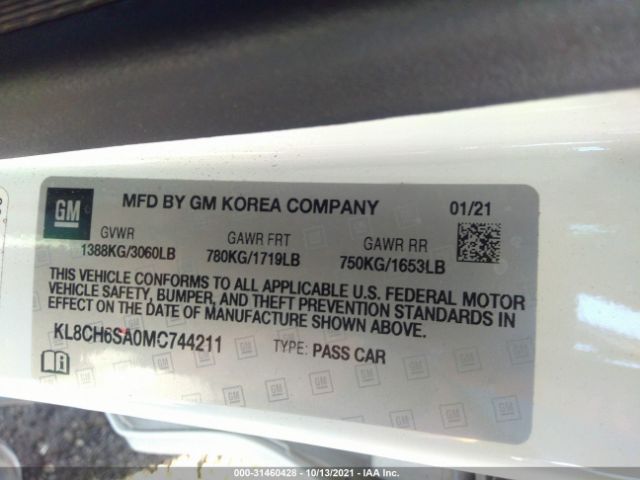 GM
MFD BY GM KOREA COMPANY 01/21
GVWR GAWR FRT GAWR RR
1388KG/3060LB 780KG/1719LB 750KG/1653LB
THIS VEHICLE CONFORMS TO ALL APPLICABLE U.S. FEDERAL MOTOR
VEHICLE SAFETY, BUMPER, AND THEFT PREVENTION STANDARDS IN
EFFECT ON THE DATE OF MANUFACTURE SHOWN ABOVE.
KL8CH6SA0MC744211 TYPE: PASS CAR
000-31460428 - 10/13/2021 - IAA Inc.